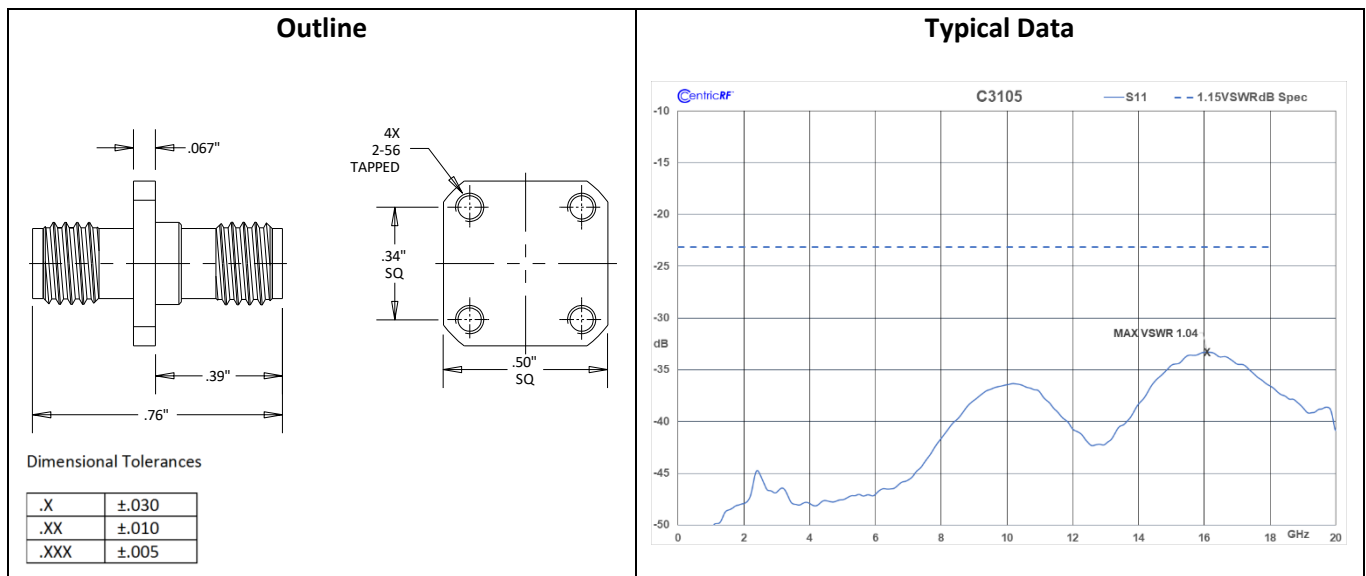 Outline
.067"
4X
2-56
TAPPED
.34"
SQ
.39"
.76"
.50"
SQ
Dimensional Tolerances
.X ±.030
.XX ±.010
.XXX ±.005
Typical Data
CentricRF
C3105
S11
1.15VSWRdB Spec
-10
-15
-20
-25
-30
dB
-35
-40
-45
-50
MAX VSWR 1.04
X
0 2 4 6 8 10 12 14 16 18 GHz 20